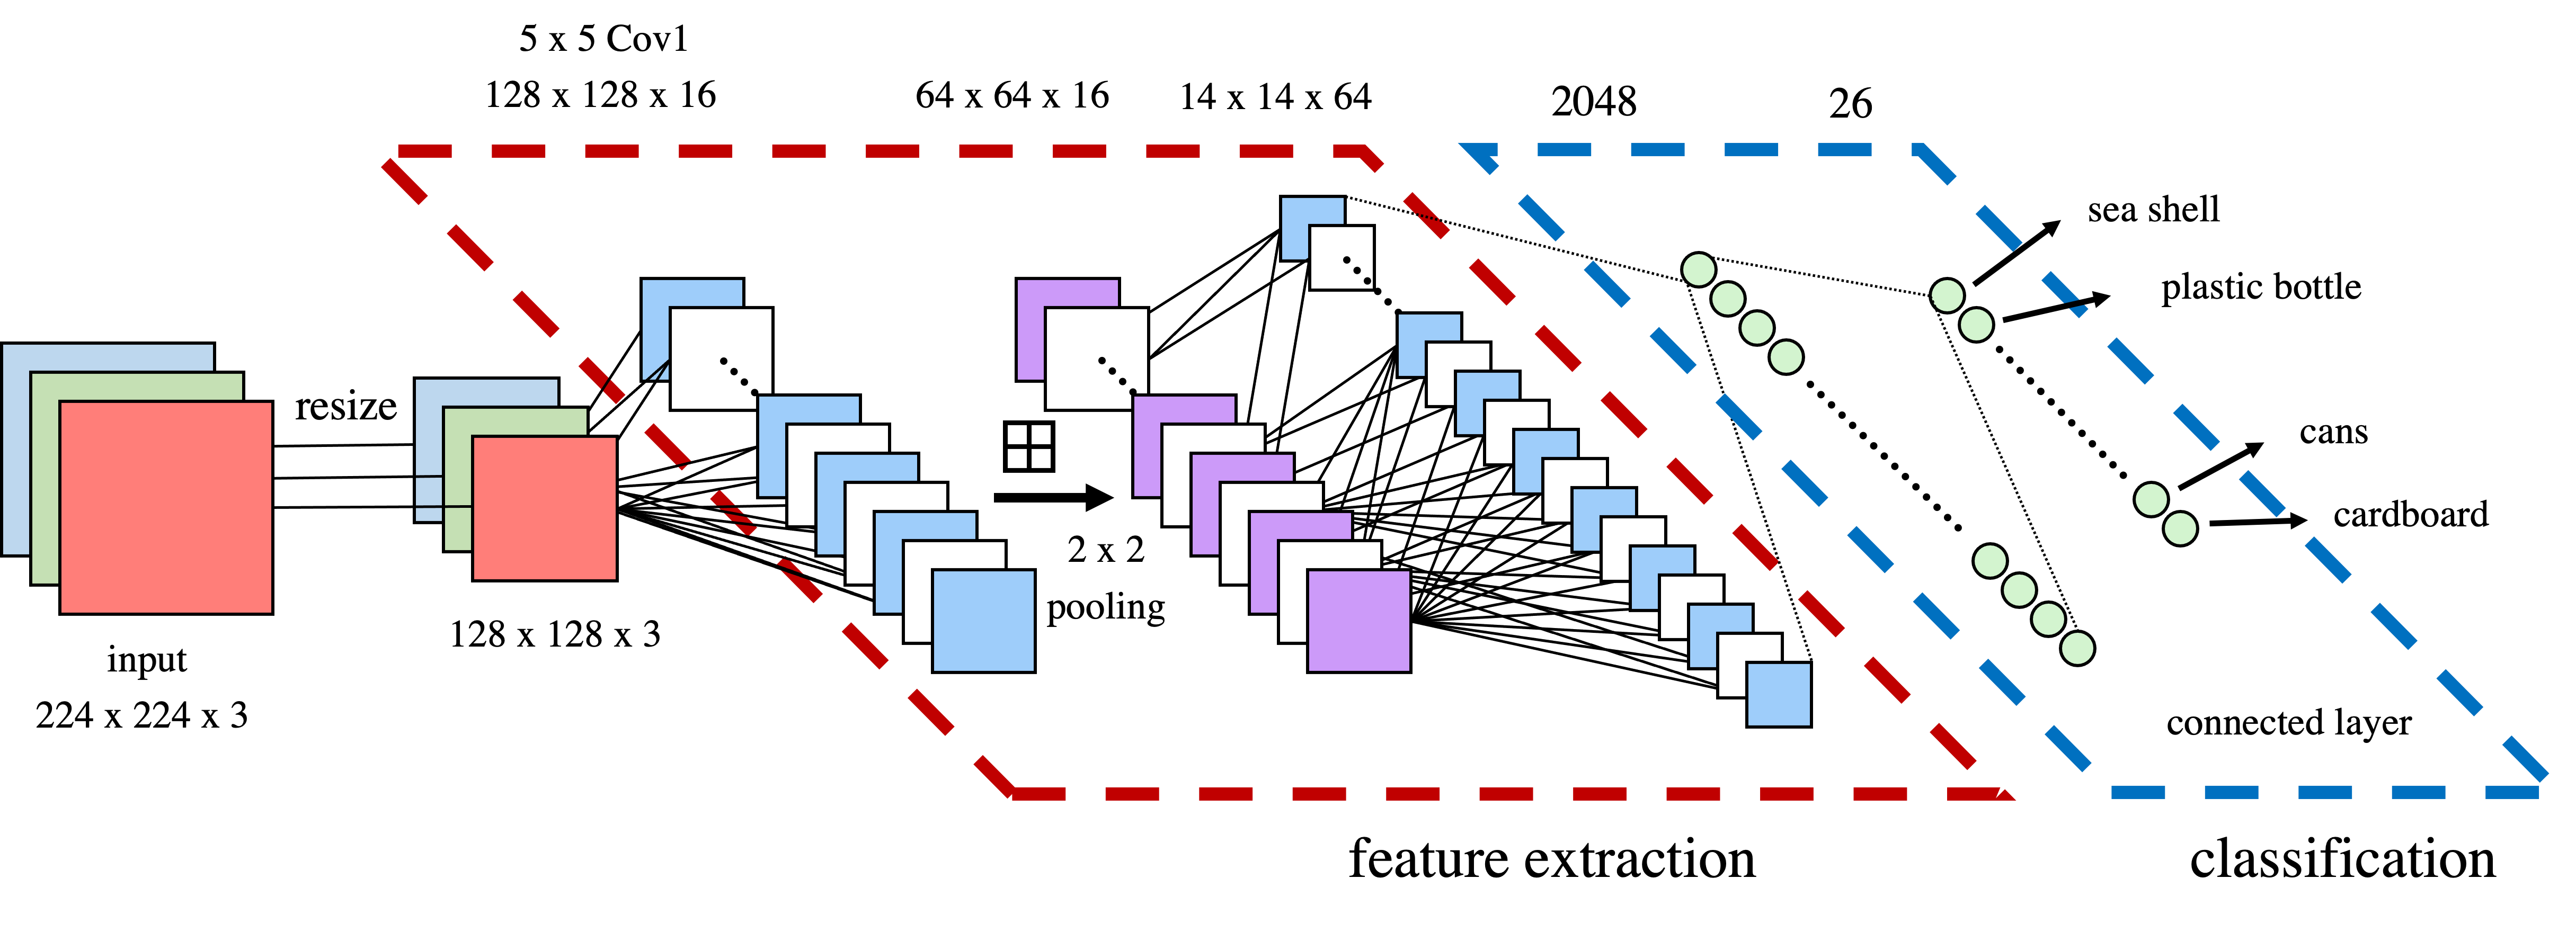 5 x 5 Cov1
128 x 128 x 16
64 x 64 x 16
14 x 14 x 64
2048
26
sea shell
plastic bottle
resize
cans
cardboard
2 x 2
pooling
128 x 128 x 3
input
224 x 224 x 3
connected layer
feature extraction
classification